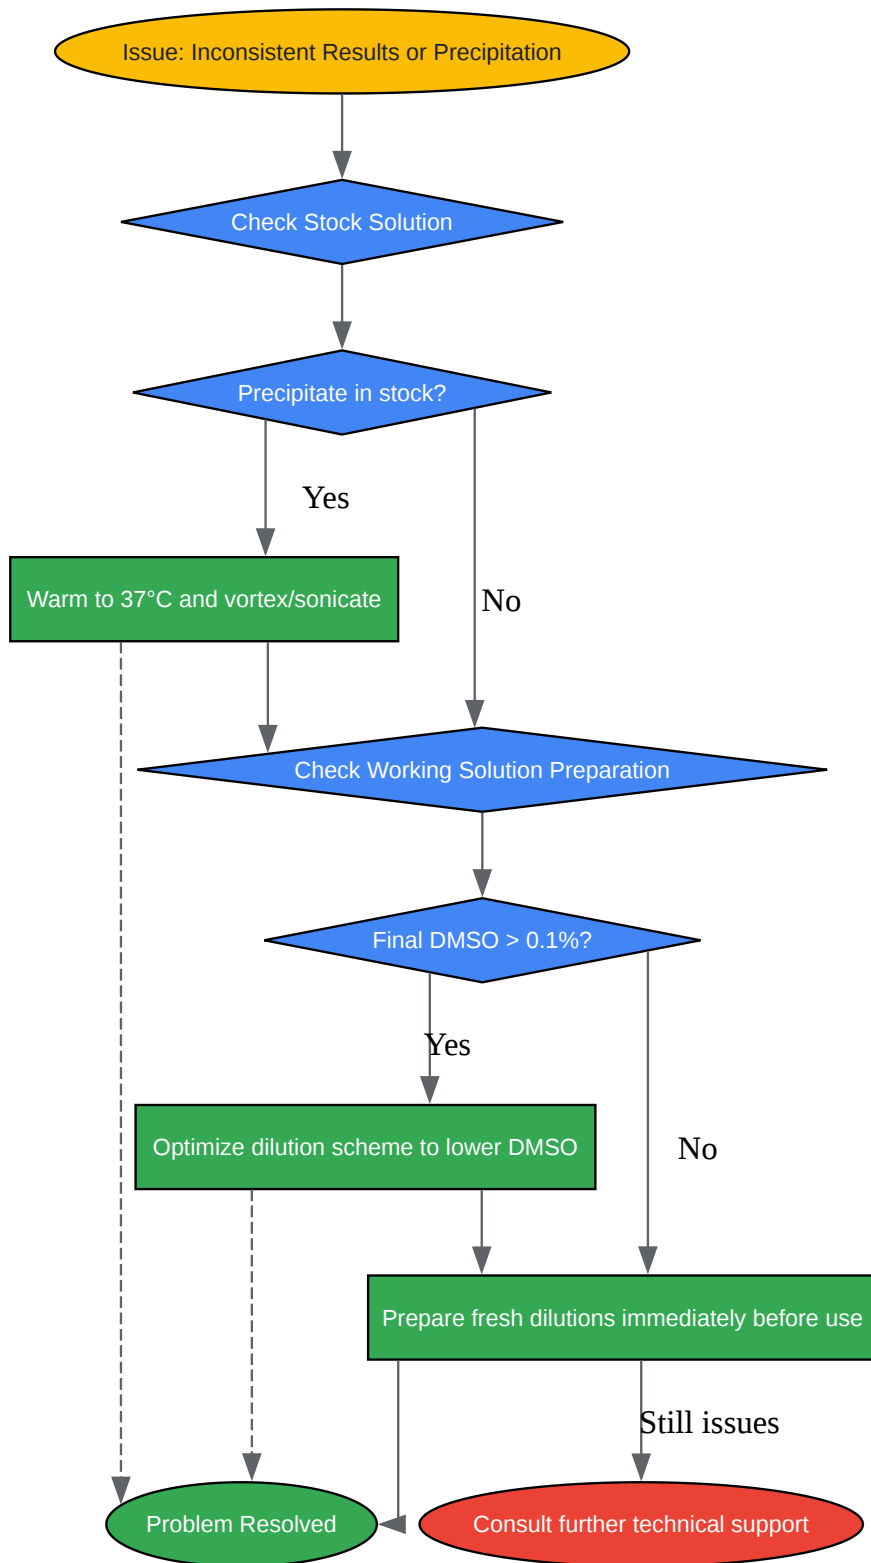 Issue: Inconsistent Results or Precipitation
Check Stock Solution
Precipitate in stock?
Yes
Warm to 37°C and vortex/sonicate
No
Check Working Solution Preparation
Final DMSO > 0.1%?
Yes
Optimize dilution scheme to lower DMSO
No
Prepare fresh dilutions immediately before use
Still issues
Problem Resolved
Consult further technical support